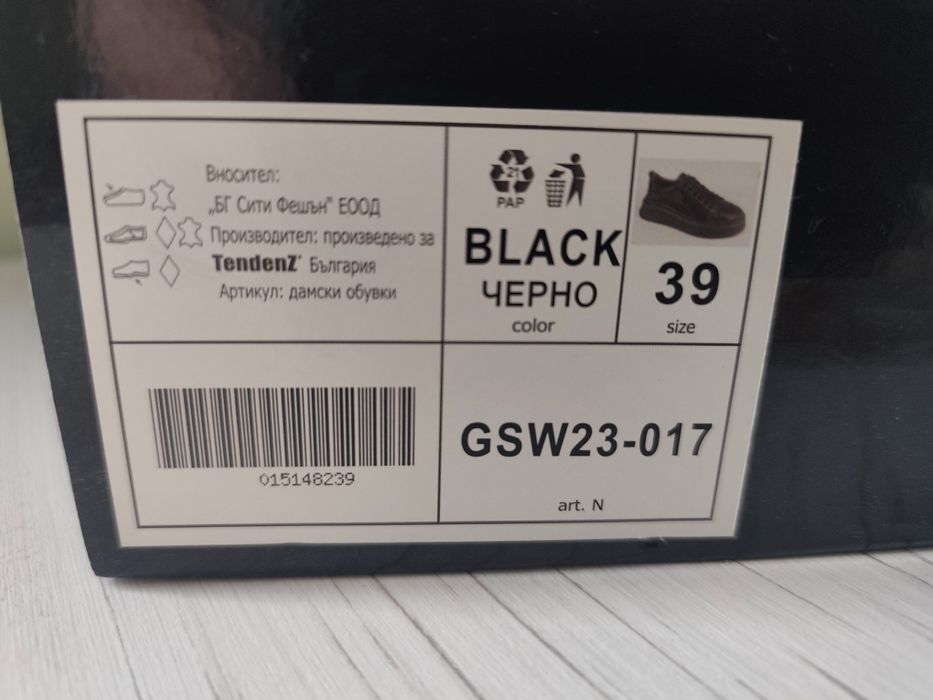 Вносител:
„БГ Сити Фешън" ЕООД
Производител: произведено за
TendenZ® България
Артикул: дамски обувки
21
PAP
BLACK
ЧЕРНО
color
39
size
015148239
GSW23-017
art. N